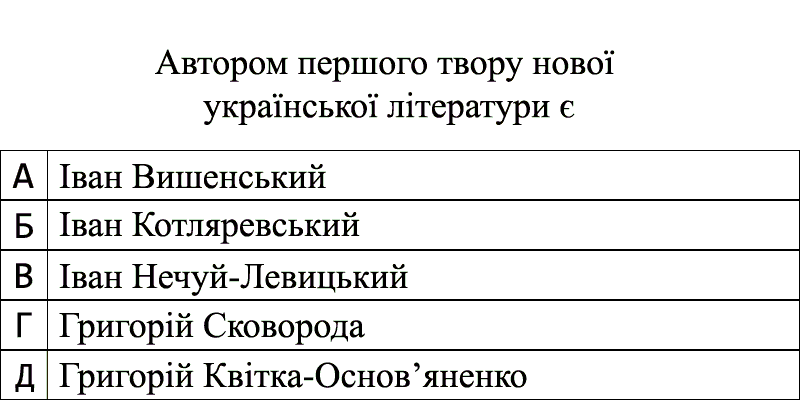 Автором першого твору нової
української літератури є
А Іван Вишенський
Б Іван Котляревський
В Іван Нечуй-Левицький
Г Григорій Сковорода
Д Григорій Квітка-Основ’яненко